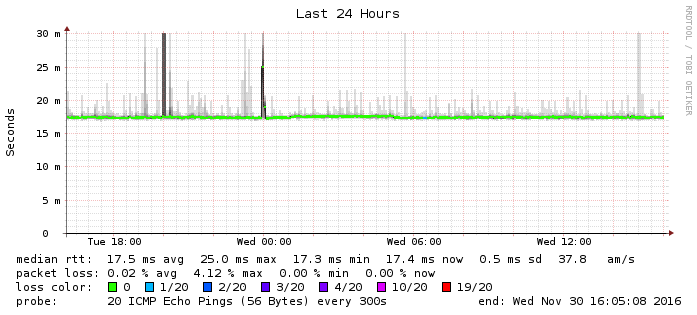 Last 24 Hours
RRDTOOL / TOBI OETIKER
Seconds
30 m
25 m
20 m
15 m
10 m
5 m
0
Tue 18:00 Wed 00:00 Wed 06:00 Wed 12:00
median rtt: 17.5 ms avg 25.0 ms max 17.3 ms min 17.4 ms now 0.5 ms sd 37.8 am/s
packet loss: 0.02 % avg 4.12 % max 0.00 % min 0.00 % now
loss color: 0 1/20 2/20 3/20 4/20 10/20 19/20
probe: 20 ICMP Echo Pings (56 Bytes) every 300s end: Wed Nov 30 16:05:08 2016